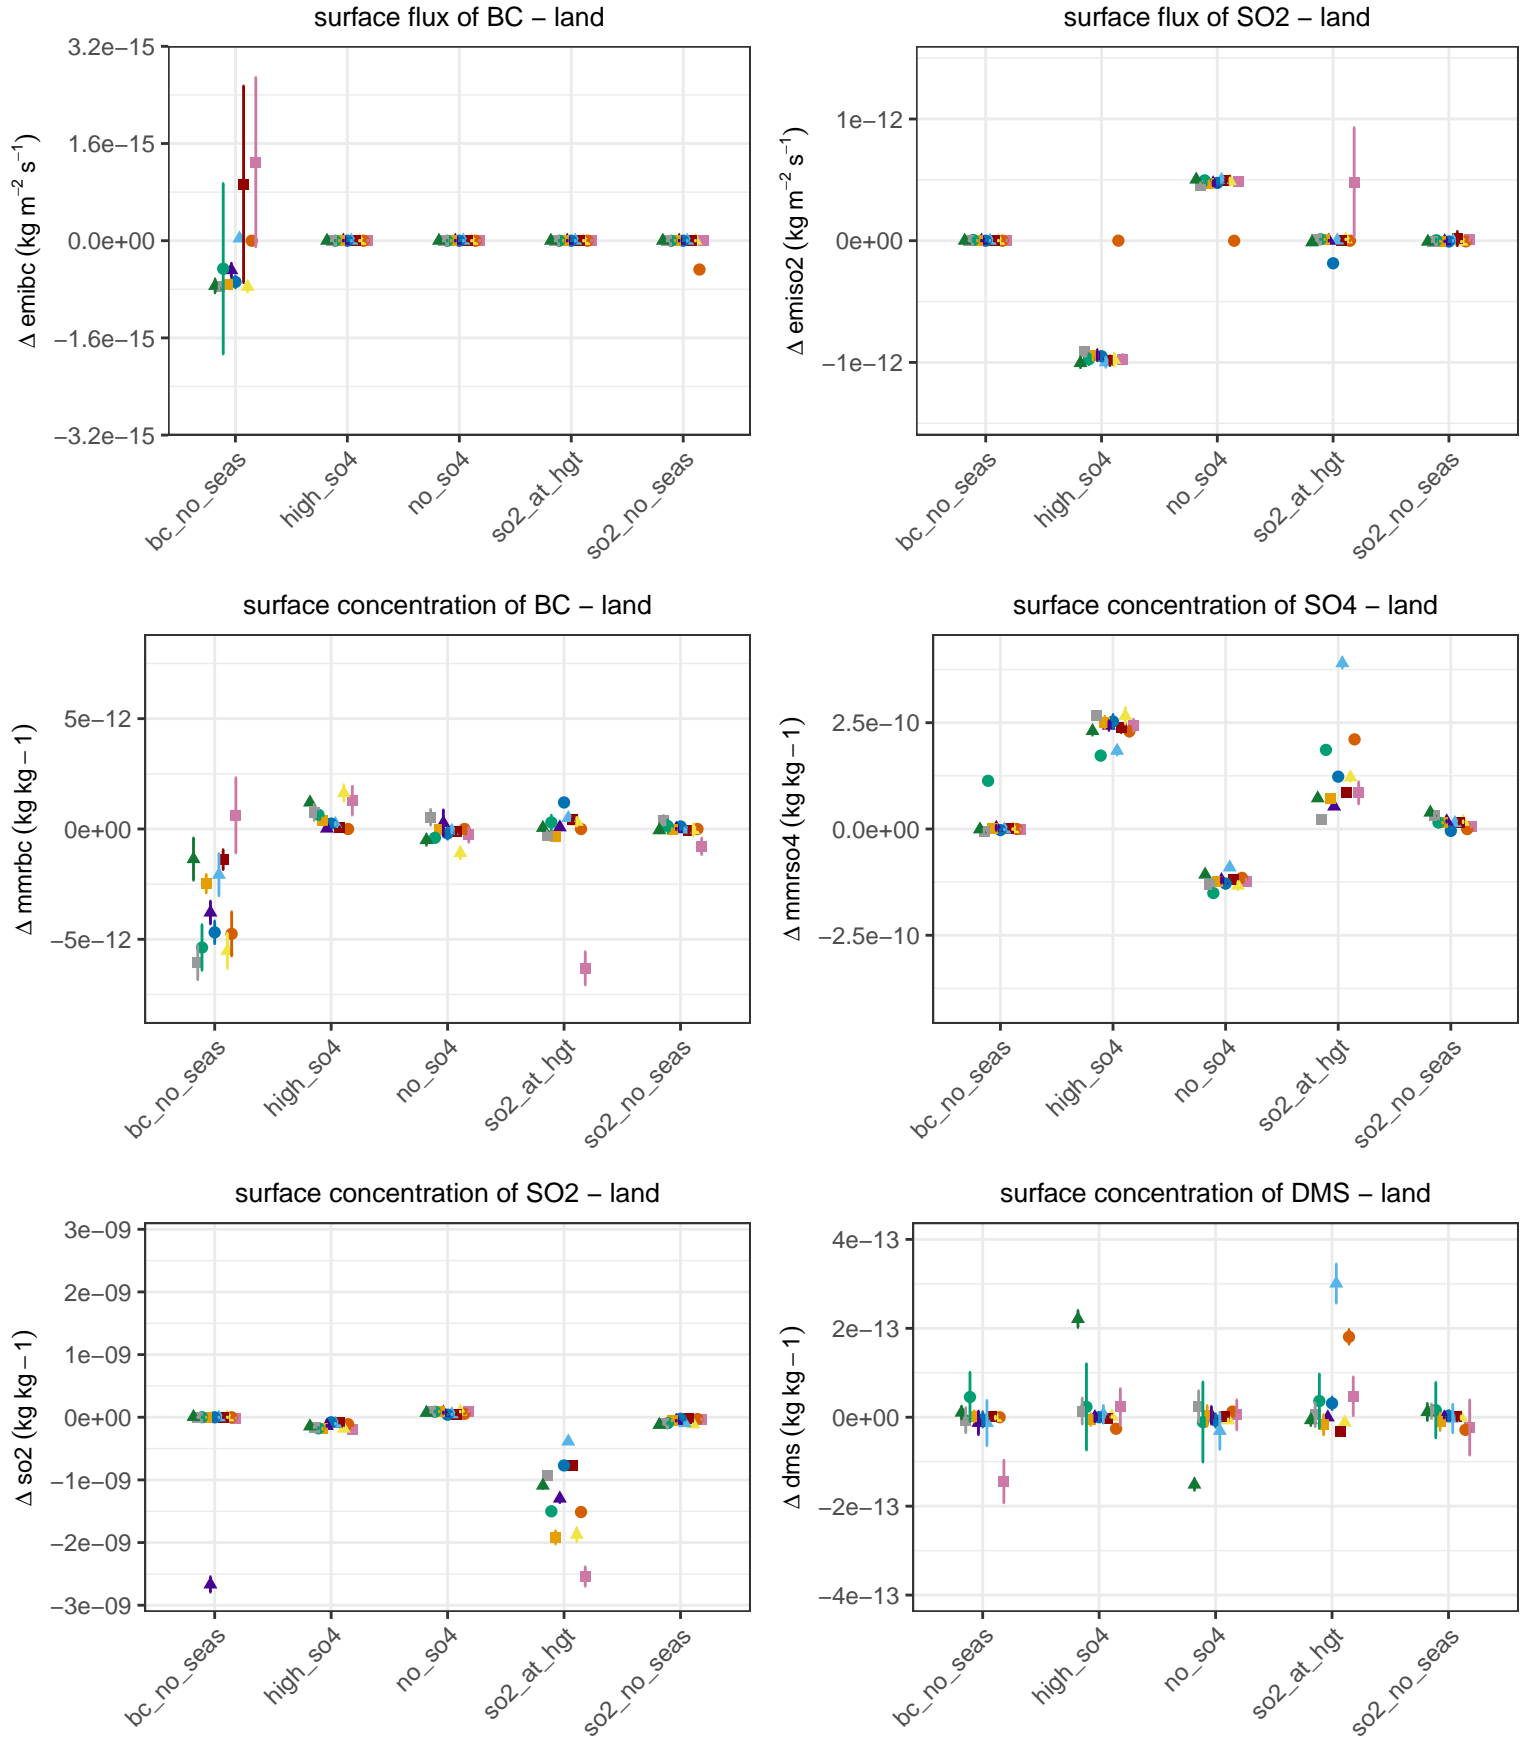 surface flux of BC − land
Δ emibc (kg m−2 s−1)
3.2e−15
1.6e−15
0.0e+00
−1.6e−15
−3.2e−15
bc_no_seas
high_so4
no_so4
so2_at_hgt
so2_no_seas
surface flux of SO2 − land
Δ emiso2 (kg m−2 s−1)
1e−12
0e+00
−1e−12
bc_no_seas
high_so4
no_so4
so2_at_hgt
so2_no_seas
surface concentration of BC − land
Δ mmrbc (kg kg − 1)
5e−12
0e+00
−5e−12
bc_no_seas
high_so4
no_so4
so2_at_hgt
so2_no_seas
surface concentration of SO4 − land
Δ mmrso4 (kg kg − 1)
2.5e−10
0.0e+00
−2.5e−10
bc_no_seas
high_so4
no_so4
so2_at_hgt
so2_no_seas
surface concentration of SO2 − land
Δ so2 (kg kg − 1)
3e−09
2e−09
1e−09
0e+00
−1e−09
−2e−09
−3e−09
bc_no_seas
high_so4
no_so4
so2_at_hgt
so2_no_seas
surface concentration of DMS − land
Δ dms (kg kg − 1)
4e−13
2e−13
0e+00
−2e−13
−4e−13
bc_no_seas
high_so4
no_so4
so2_at_hgt
so2_no_seas